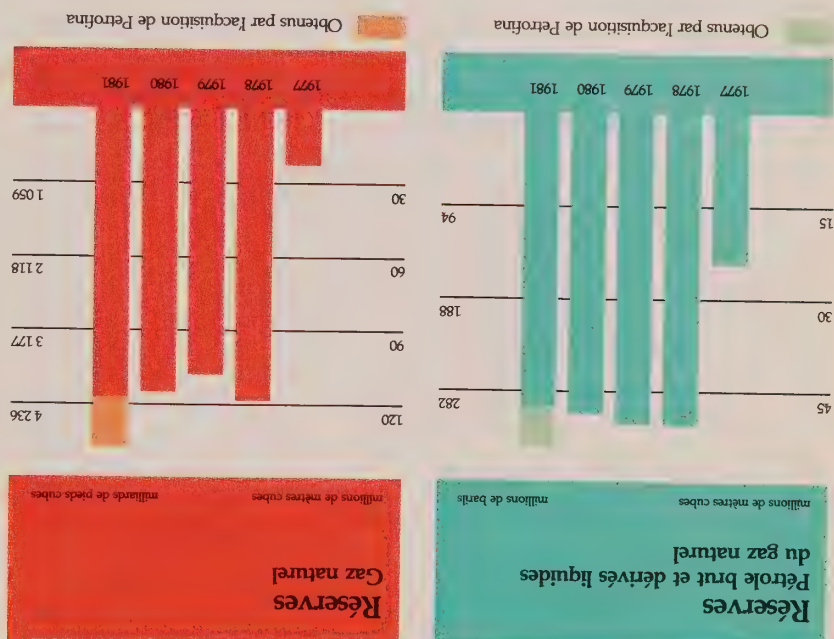 Réserves
Pétrole brut et dérivés liquides
du gaz naturel
millions de mètres cubes
millions de barils
45
282
30
188
15
94
1977 1978 1979 1980 1981
Obtenus par l'acquisition de Petrofina
Réserves
Gaz naturel
millions de mètres cubes
milliards de pieds cubes
120
4 236
90
3 177
60
2 118
30
1 059
1977 1978 1979 1980 1981
Obtenus par l'acquisition de Petrofina